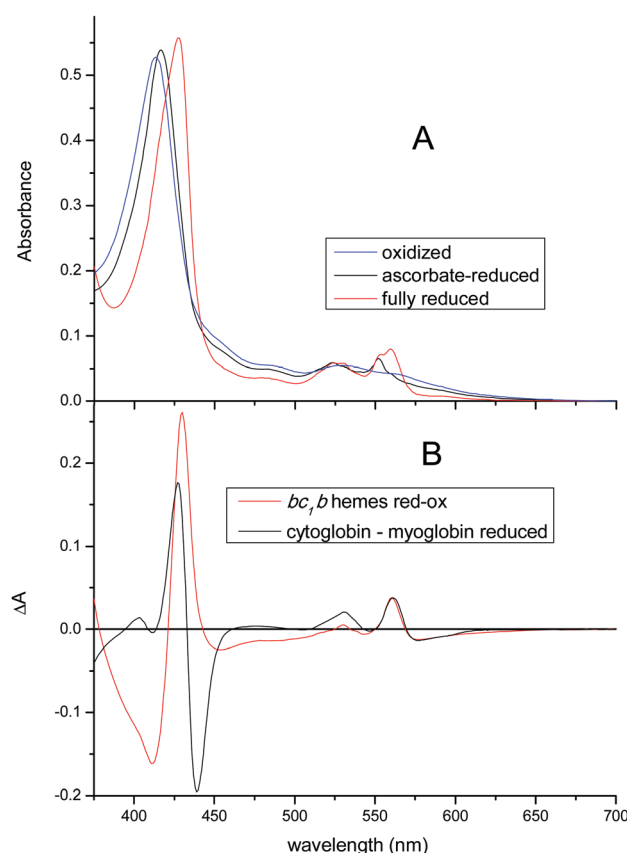 0.5
0.4
0.3
0.2
0.1
0.0
Absorbance
A
oxidized
ascorbate-reduced
fully reduced
0.2
0.1
0.0
-0.1
-0.2
ΔA
B
bc₁ b hemes red-ox
cytoglobin - myoglobin reduced
400 450 500 550 600 650 700
wavelength (nm)